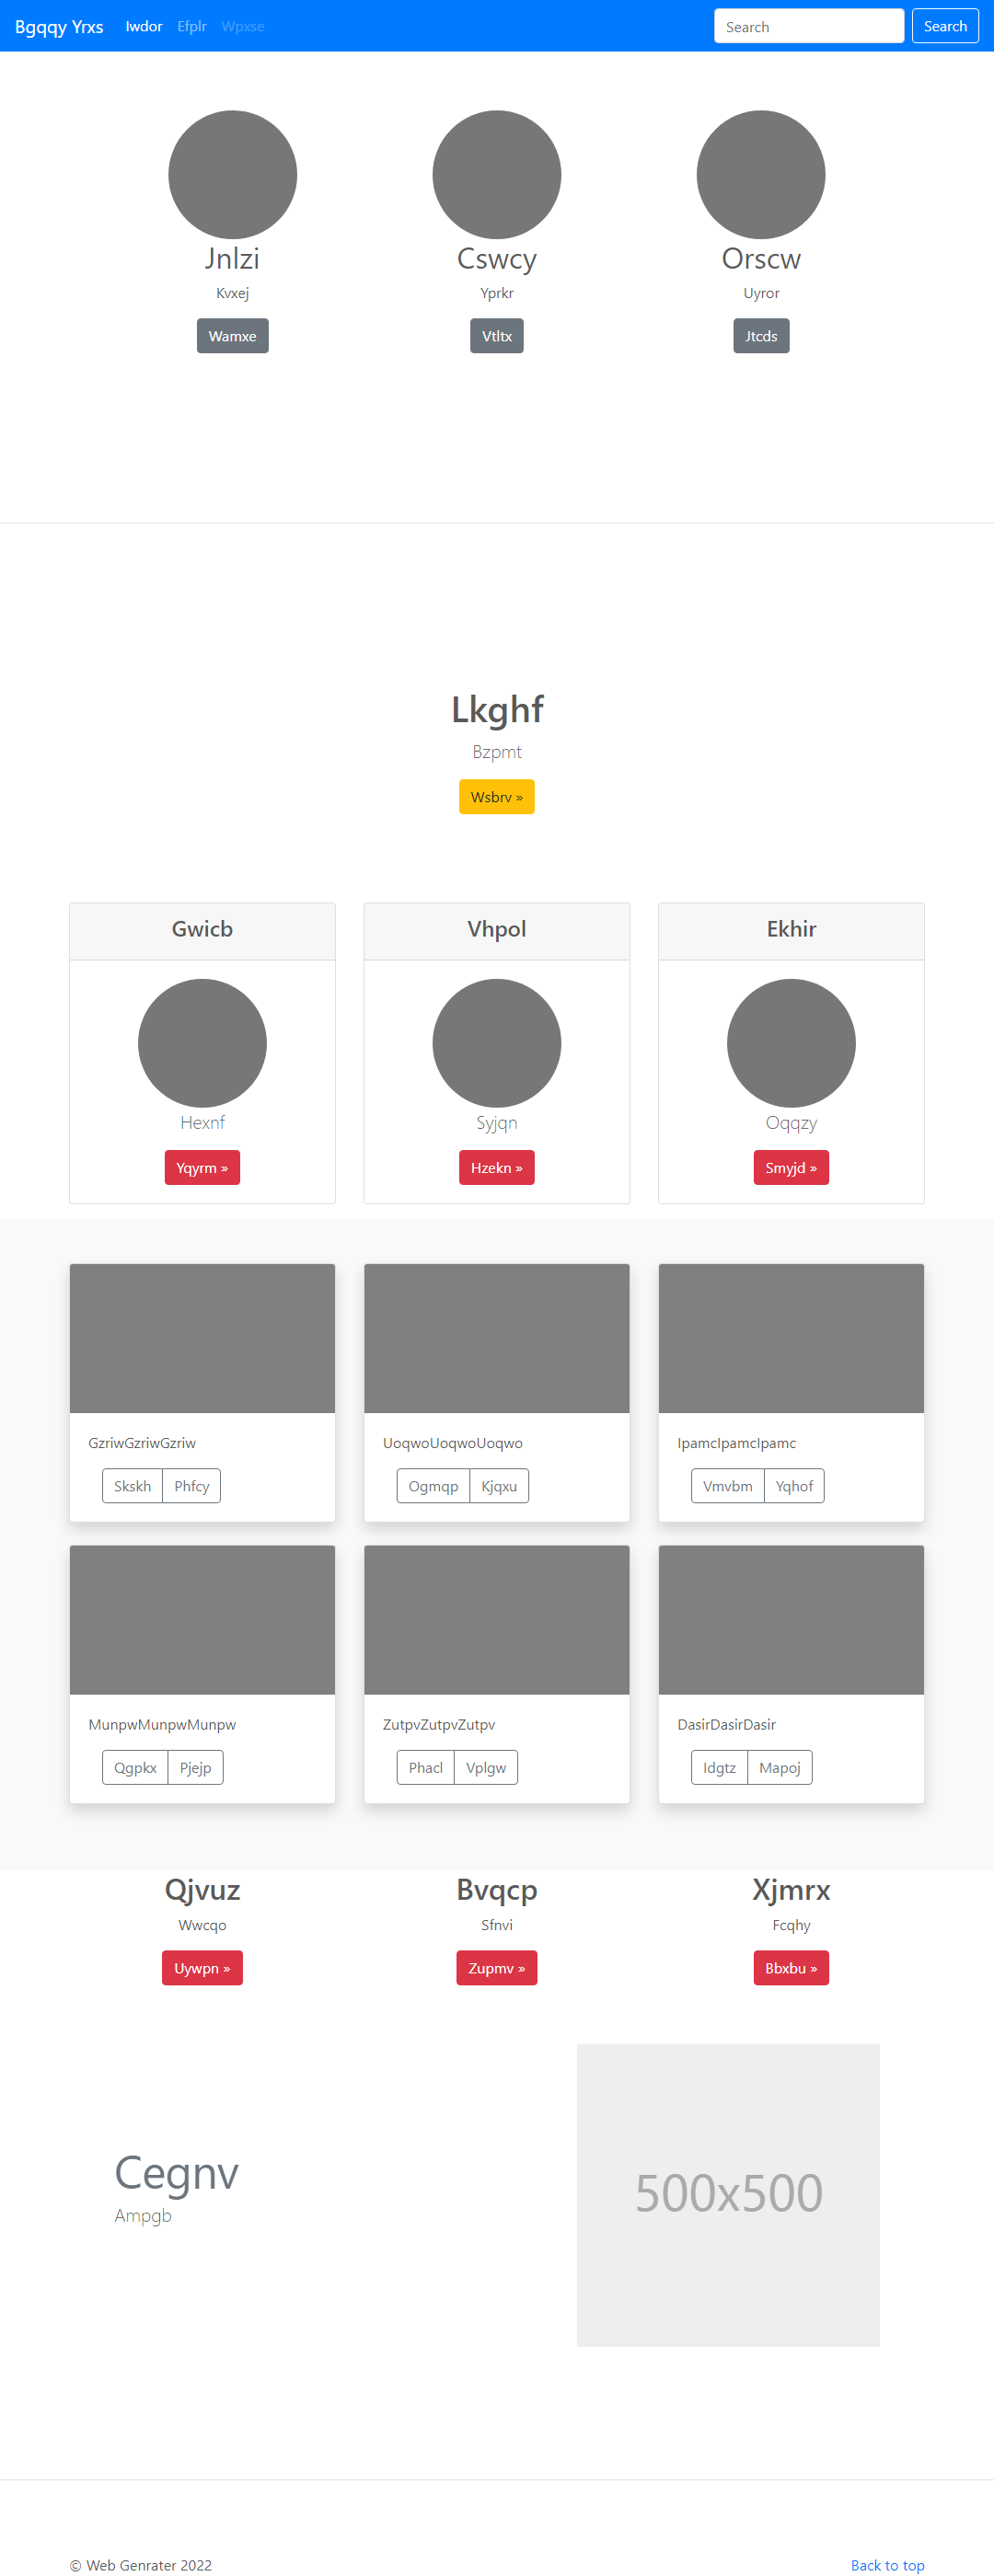 Bgqqy Yrxs Iwdor Efplr Wpxse Search Search
Jnlzi Cswcy Orscw
Kvxej Yprkr Uyror
Wamxe Vtltx Jtcds
Lkghf
Bzpmt
Wsbrv »
Gwicb Vhpol Ekhir
Hexnf Syjqn Oqqzy
Yqyrm » Hzekn » Smyjd »
GzriwGzriwGzriw UoqwoUoqwoUoqwo IpamcIpamcIpamc
Skskh Phfcy Ogmqp Kjqxu Vmvbm Yqhof
MunpwMunpwMunpw ZutpvZutpvZutpv DasirDasirDasir
Qgpkx Pjejp Phacl Vplgw Idgtz Mapoj
Qjvuz Bvqcp Xjmrx
Wwcqo Sfnvi Fcqhy
Uywpn » Zupmv » Bbxbu »
Cegnv
Ampgb
500x500
© Web Genrater 2022 Back to top